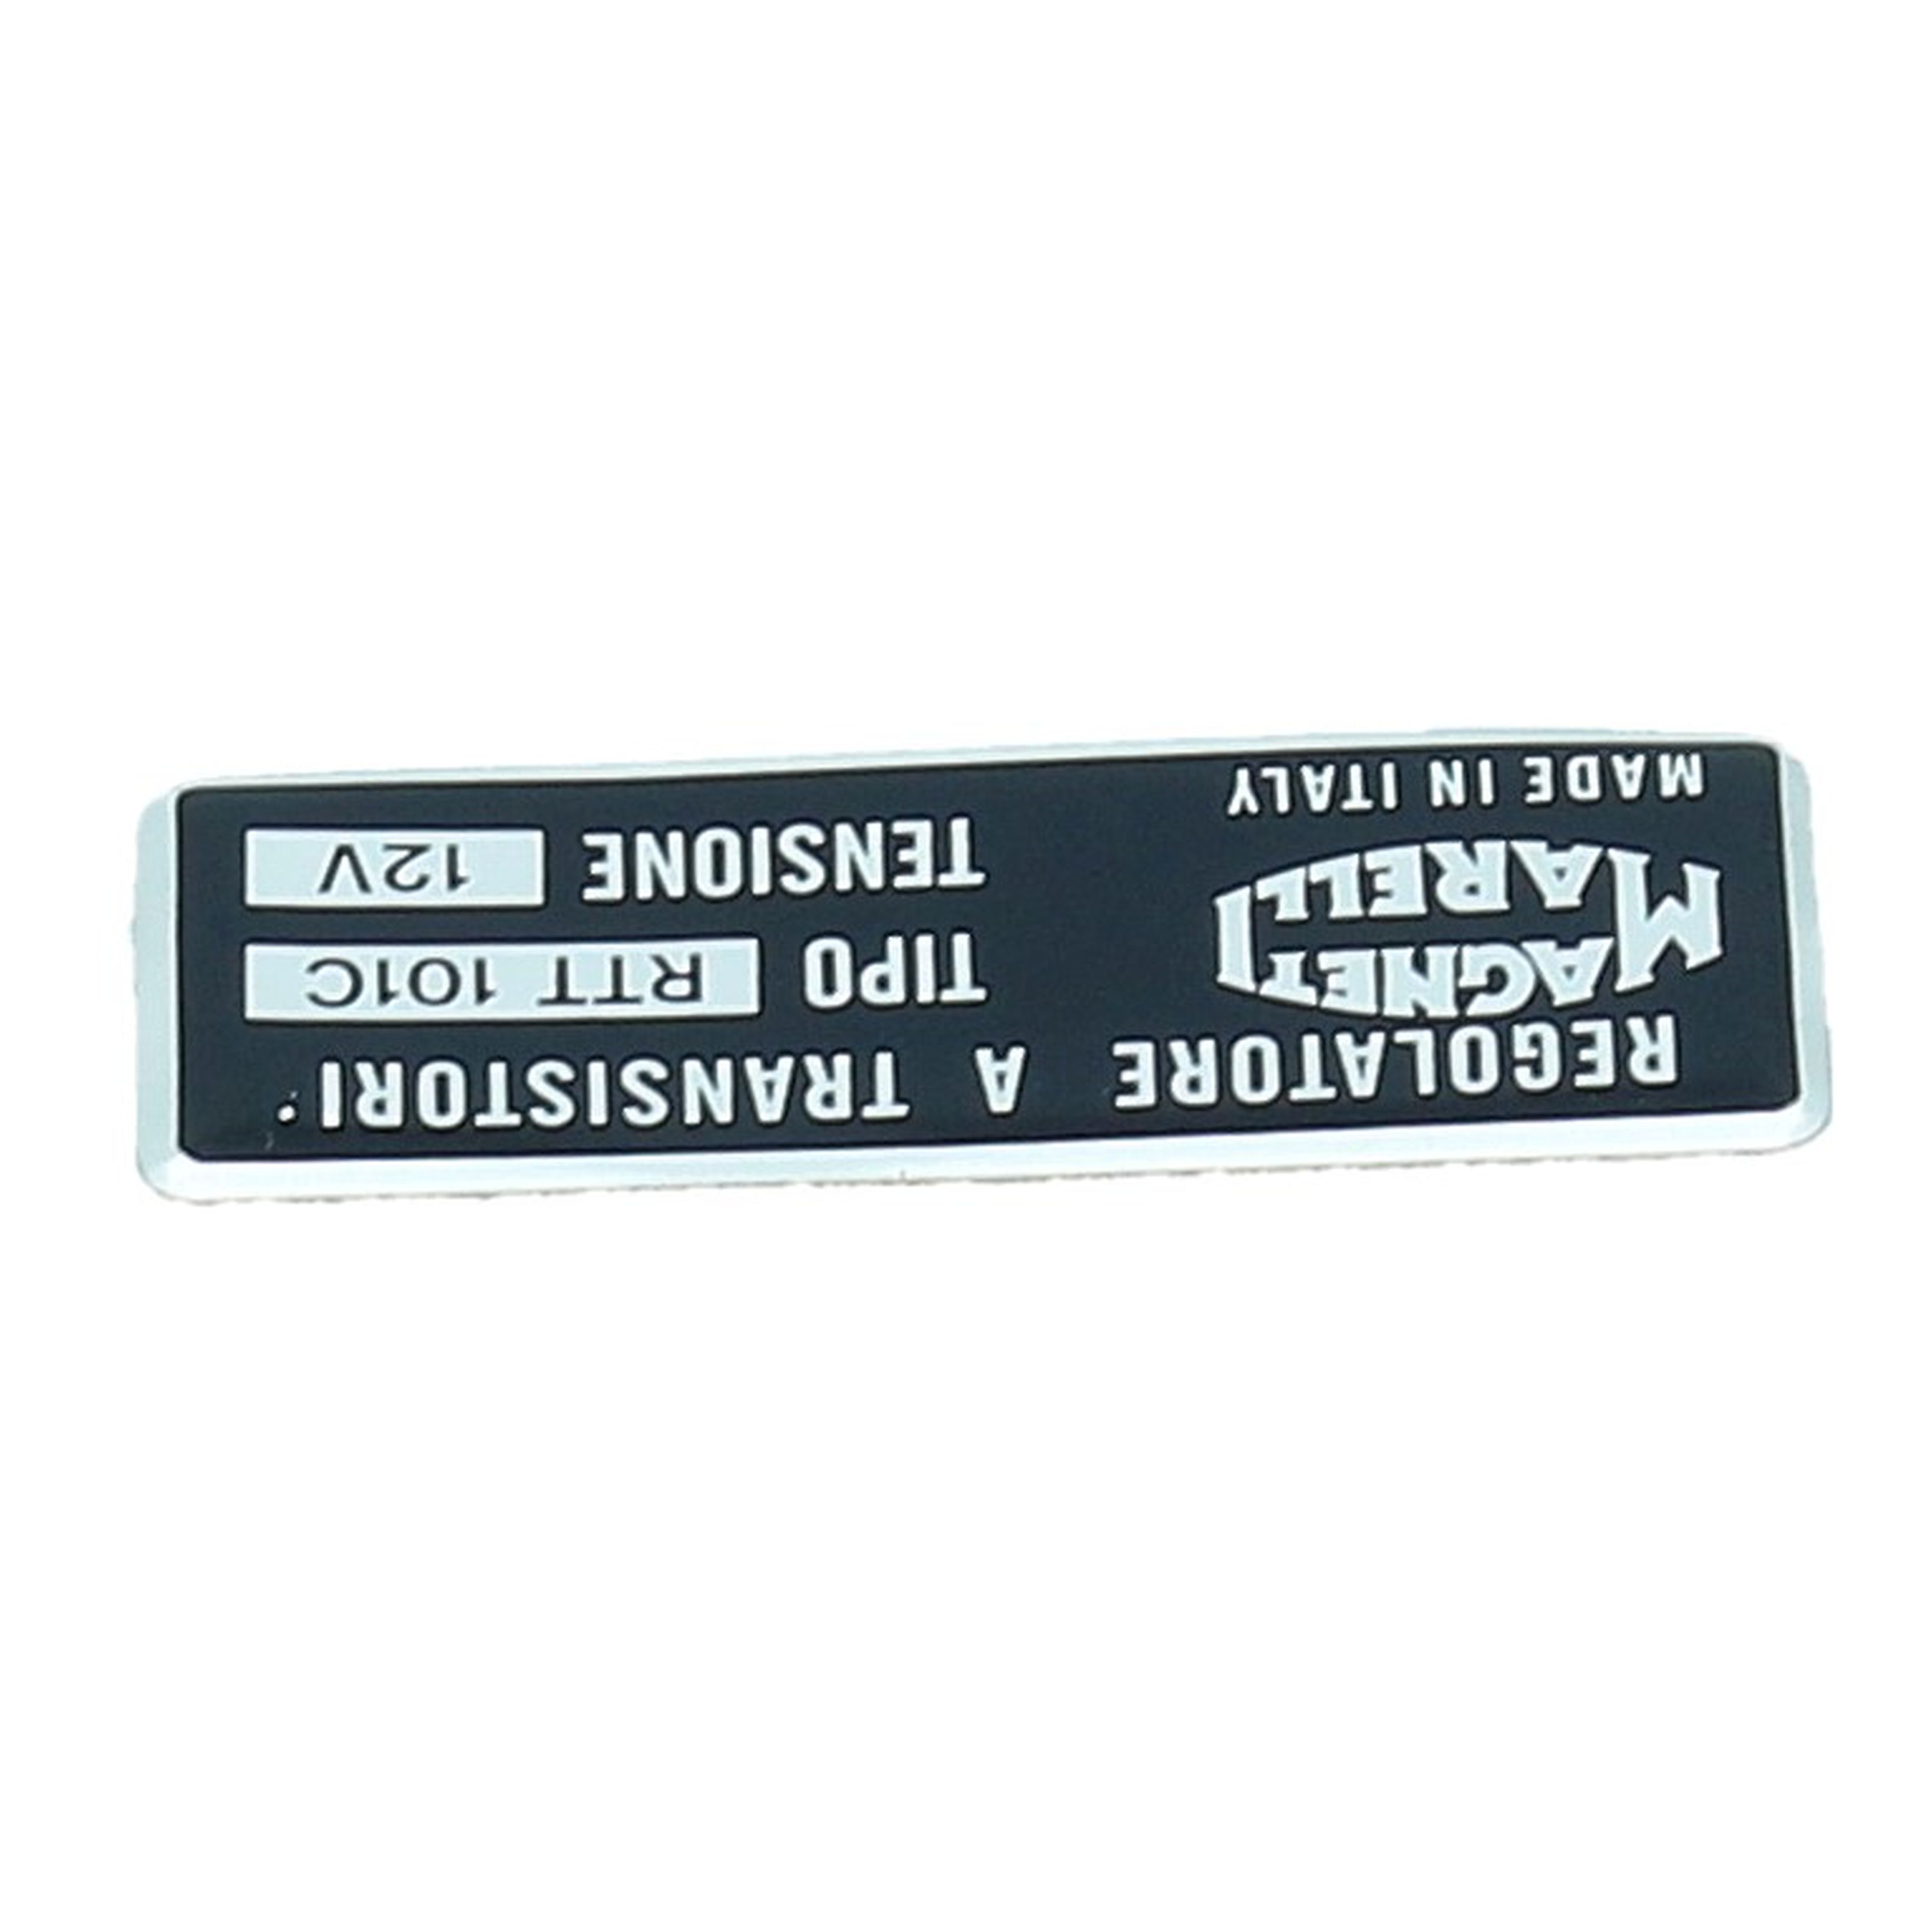 REGOLATORE A TRANSISTORI
MAGNETI
MARELLI
MADE IN ITALY
TIPO RTT 101C
TENSIONE 12V